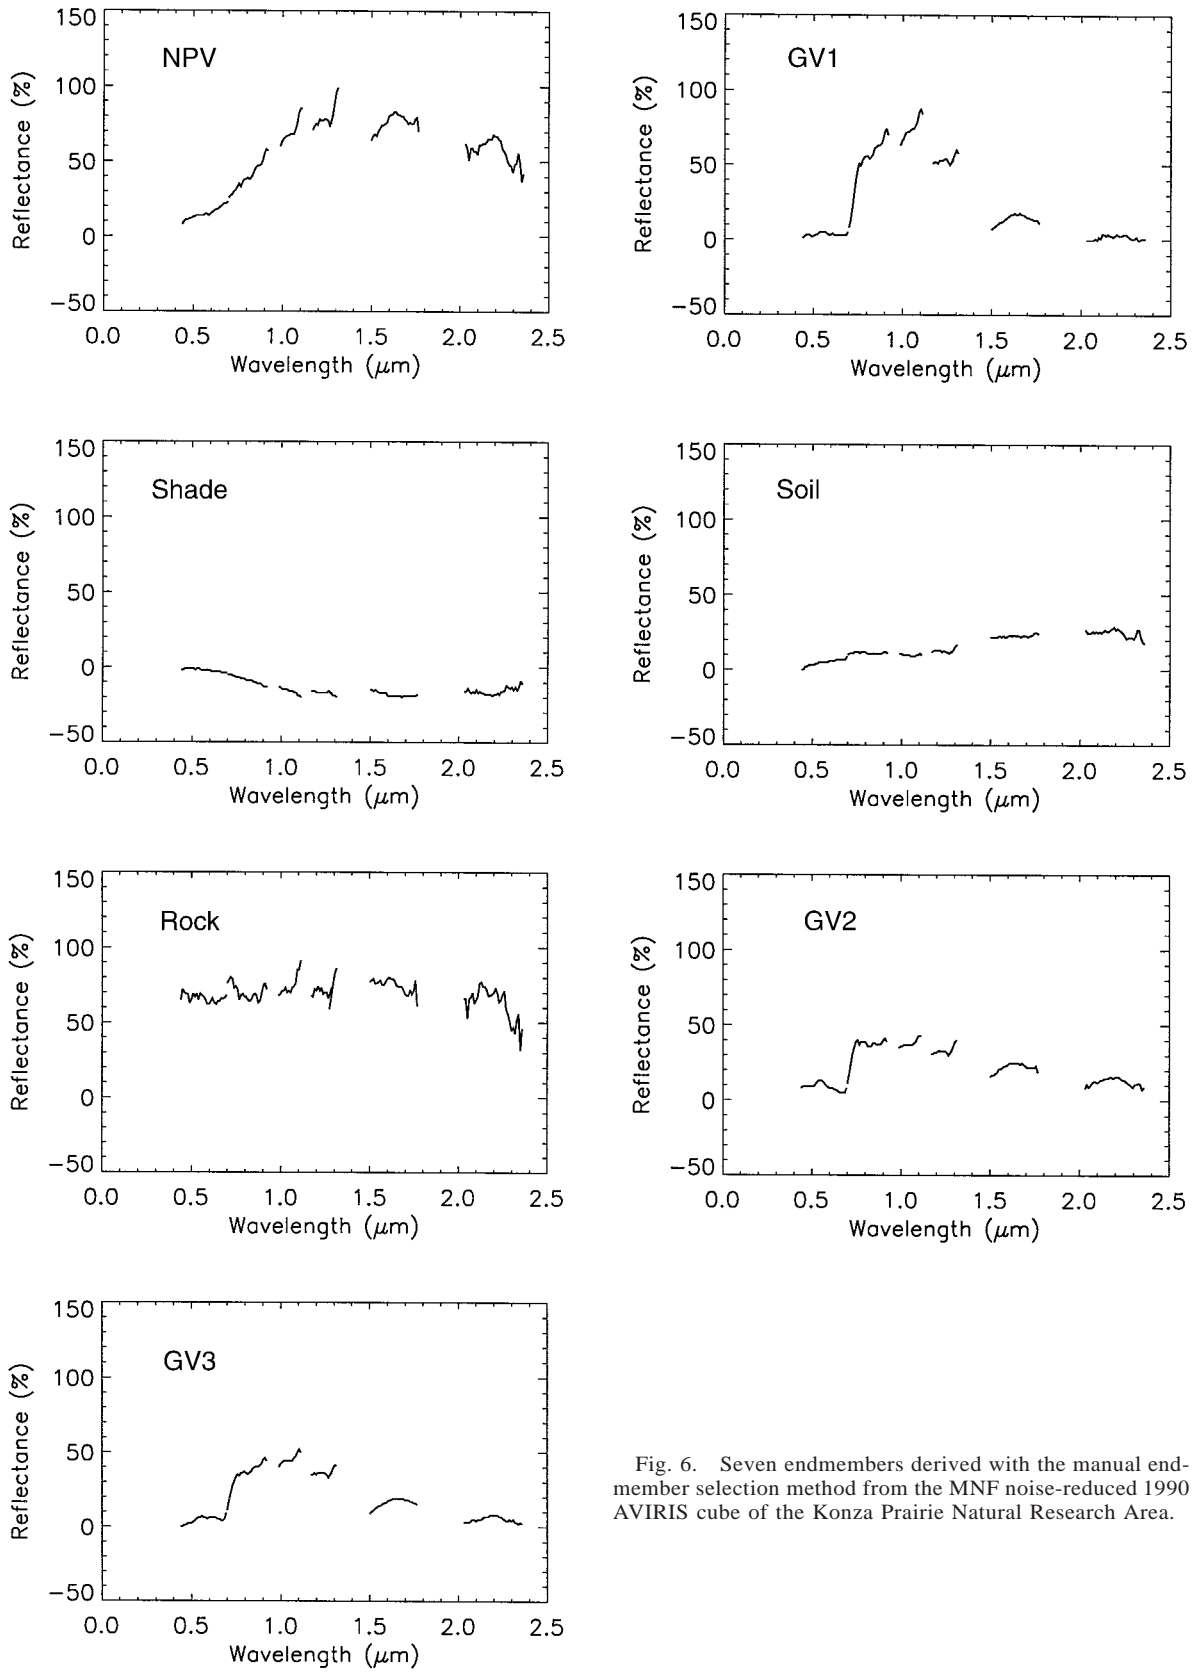 NPV
Reflectance (%)
150
100
50
0
−50
0.0 0.5 1.0 1.5 2.0 2.5
Wavelength (μm)
GV1
Reflectance (%)
150
100
50
0
−50
0.0 0.5 1.0 1.5 2.0 2.5
Wavelength (μm)
Shade
Reflectance (%)
150
100
50
0
−50
0.0 0.5 1.0 1.5 2.0 2.5
Wavelength (μm)
Soil
Reflectance (%)
150
100
50
0
−50
0.0 0.5 1.0 1.5 2.0 2.5
Wavelength (μm)
Rock
Reflectance (%)
150
100
50
0
−50
0.0 0.5 1.0 1.5 2.0 2.5
Wavelength (μm)
GV2
Reflectance (%)
150
100
50
0
−50
0.0 0.5 1.0 1.5 2.0 2.5
Wavelength (μm)
GV3
Reflectance (%)
150
100
50
0
−50
0.0 0.5 1.0 1.5 2.0 2.5
Wavelength (μm)
Fig. 6. Seven endmembers derived with the manual end-
member selection method from the MNF noise-reduced 1990
AVIRIS cube of the Konza Prairie Natural Research Area.